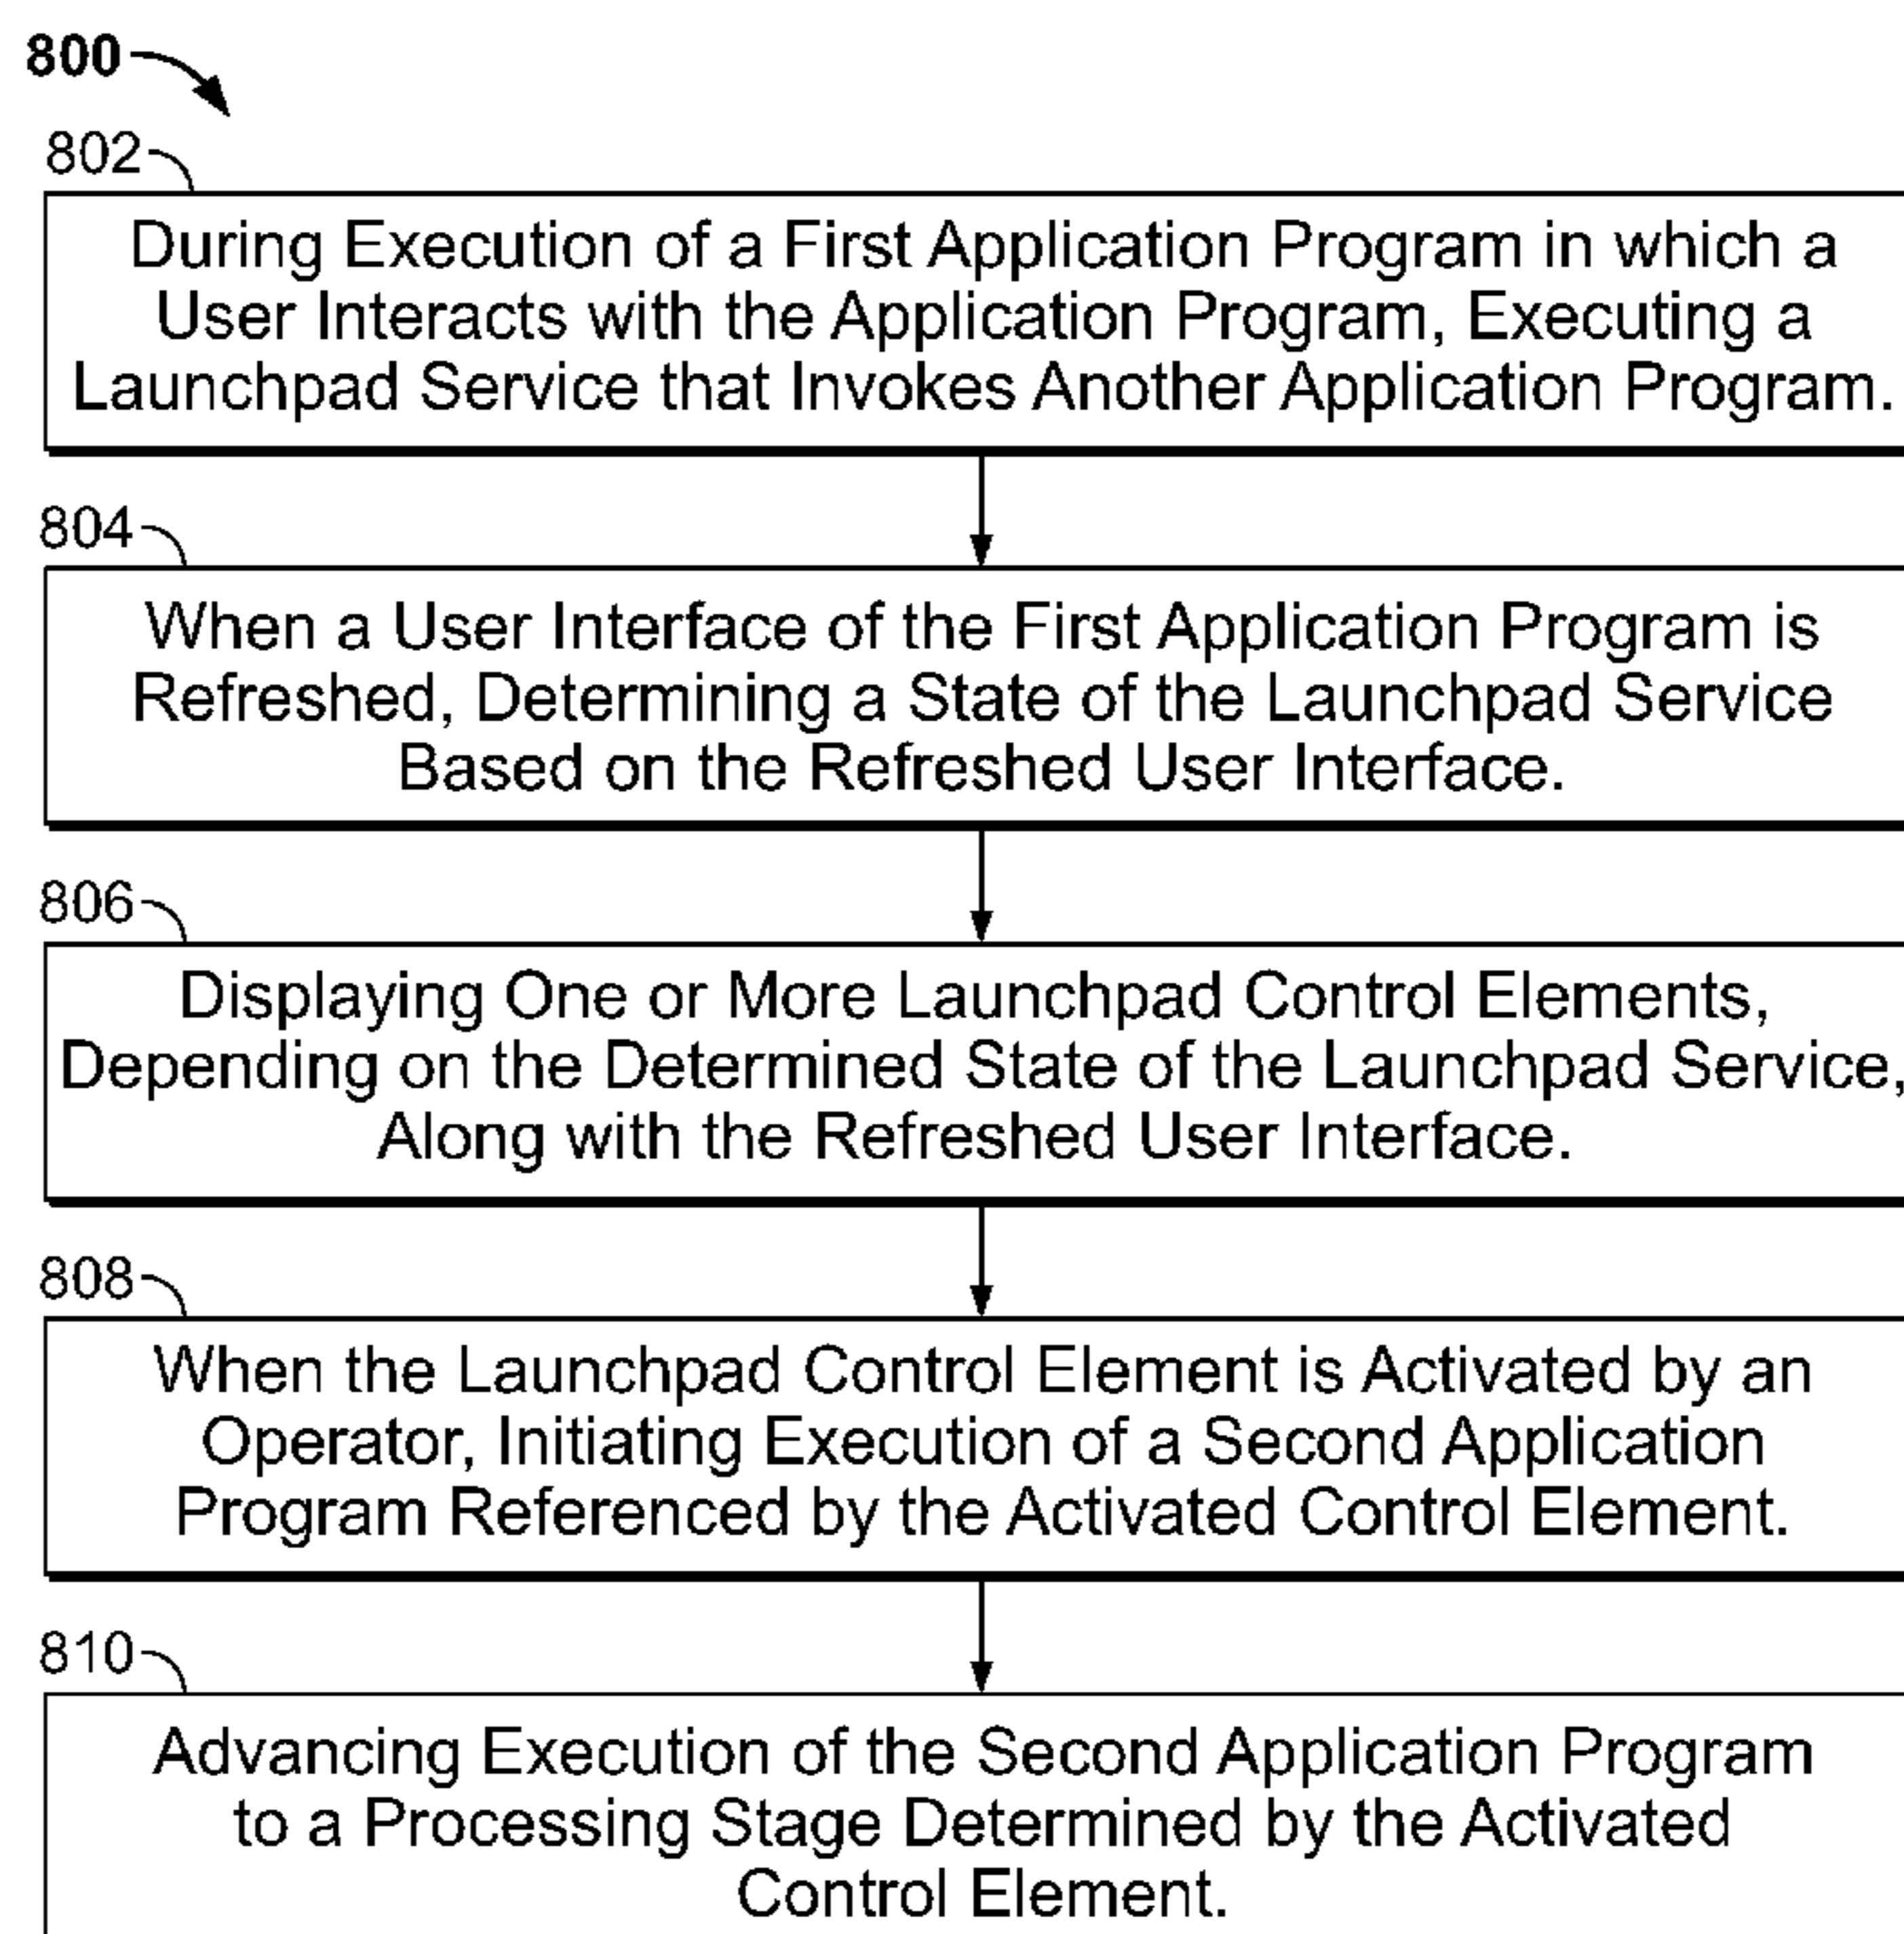 800
802
During Execution of a First Application Program in which a
User Interacts with the Application Program, Executing a
Launchpad Service that Invokes Another Application Program.
804
When a User Interface of the First Application Program is
Refreshed, Determining a State of the Launchpad Service
Based on the Refreshed User Interface.
806
Displaying One or More Launchpad Control Elements,
Depending on the Determined State of the Launchpad Service,
Along with the Refreshed User Interface.
808
When the Launchpad Control Element is Activated by an
Operator, Initiating Execution of a Second Application
Program Referenced by the Activated Control Element.
810
Advancing Execution of the Second Application Program
to a Processing Stage Determined by the Activated
Control Element.